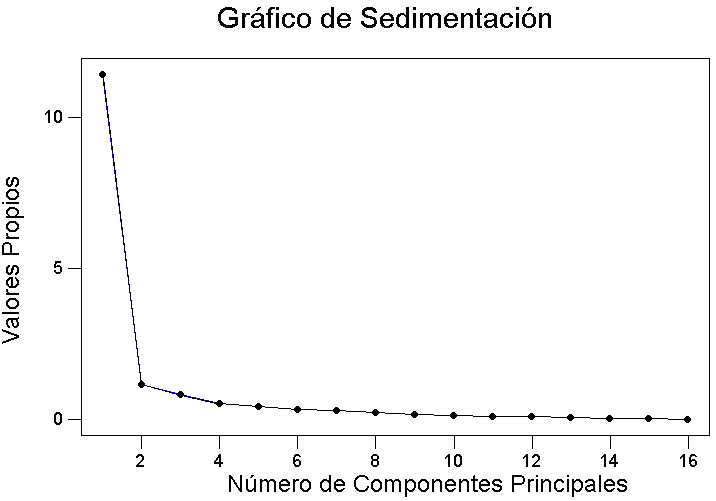 Gráfico de Sedimentación
Valores Propios
10
5
0
2 4 6 8 10 12 14 16
Número de Componentes Principales